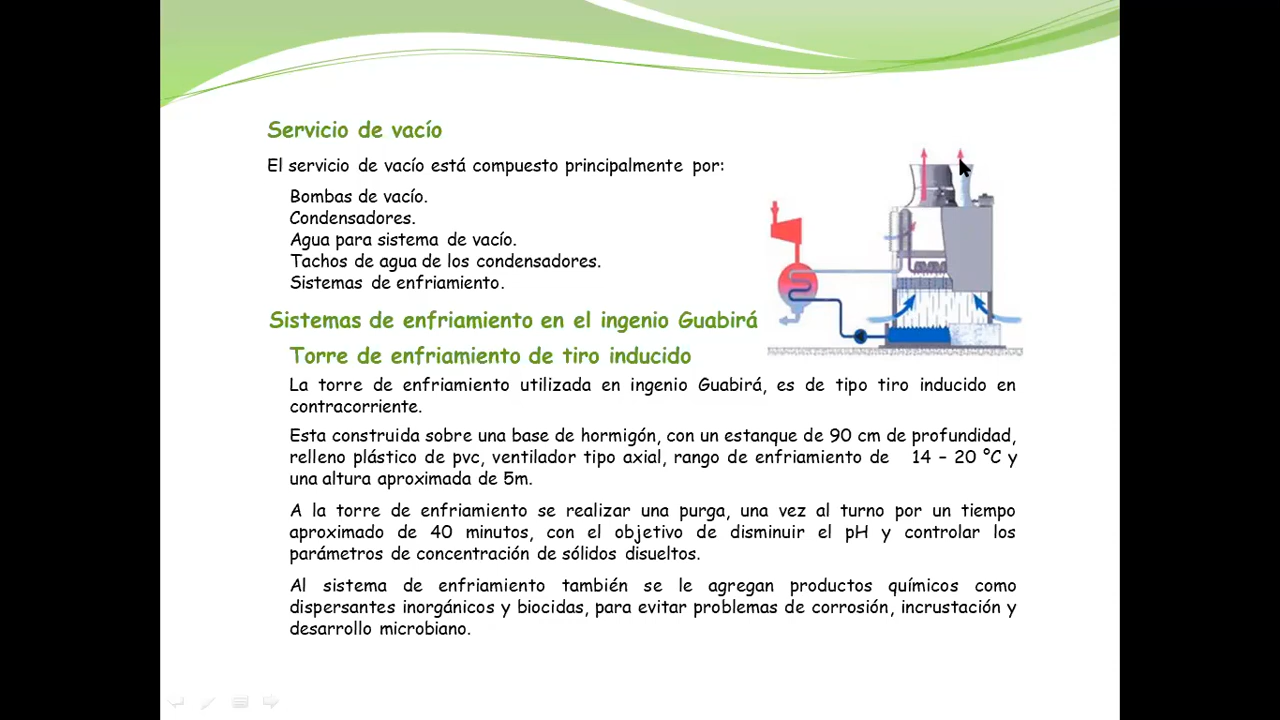 Servicio de vacío
El servicio de vacío está compuesto principalmente por:
Bombas de vacío.
Condensadores.
Agua para sistema de vacío.
Tachos de agua de los condensadores.
Sistemas de enfriamiento.
Sistemas de enfriamiento en el ingenio Guabirá
Torre de enfriamiento de tiro inducido
La torre de enfriamiento utilizada en ingenio Guabirá, es de tipo tiro inducido en
contracorriente.
Esta construida sobre una base de hormigón, con un estanque de 90 cm de profundidad,
relleno plástico de pvc, ventilador tipo axial, rango de enfriamiento de 14 – 20 °C y
una altura aproximada de 5m.
A la torre de enfriamiento se realizar una purga, una vez al turno por un tiempo
aproximado de 40 minutos, con el objetivo de disminuir el pH y controlar los
parámetros de concentración de sólidos disueltos.
Al sistema de enfriamiento también se le agregan productos químicos como
dispersantes inorgánicos y biocidas, para evitar problemas de corrosión, incrustación y
desarrollo microbiano.